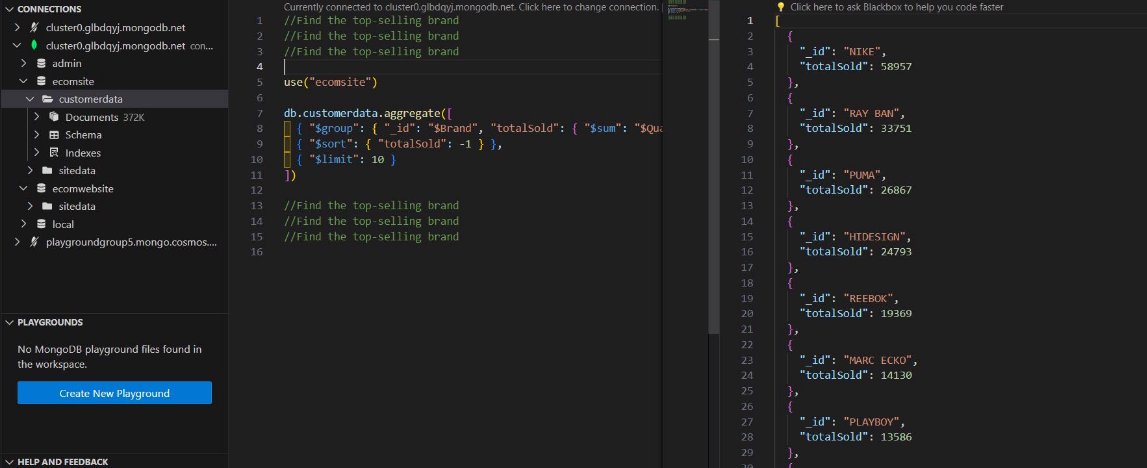 CONNECTIONS
cluster0.glbdqyj.mongodb.net
cluster0.glbdqyj.mongodb.net con...
admin
ecomsite
customerdata
Documents 372K
Schema
Indexes
sitedata
ecomwebsite
sitedata
local
playgroundgroup5.mongo.cosmos....
PLAYGROUNDS
No MongoDB playground files found in
the workspace.
Create New Playground
HELP AND FEEDBACK
Currently connected to cluster0.glbdqyj.mongodb.net. Click here to change connection. |
1 //Find the top-selling brand
2 //Find the top-selling brand
3 //Find the top-selling brand
4
5 use("ecomsite")
6
7 db.customerdata.aggregate([
8 { "$group": { "_id": "$Brand", "totalSold": { "$sum": "$Qua
9 { "$sort": { "totalSold": -1 } },
10 { "$limit": 10 }
11 ])
12
13 //Find the top-selling brand
14 //Find the top-selling brand
15 //Find the top-selling brand
16
Click here to ask Blackbox to help you code faster
1 [
2 {
3 "_id": "NIKE",
4 "totalSold": 58957
5 },
6 {
7 "_id": "RAY BAN",
8 "totalSold": 33751
9 },
10 {
11 "_id": "PUMA",
12 "totalSold": 26867
13 },
14 {
15 "_id": "HIDESIGN",
16 "totalSold": 24793
17 },
18 {
19 "_id": "REEBOK",
20 "totalSold": 19369
21 },
22 {
23 "_id": "MARC ECKO",
24 "totalSold": 14130
25 },
26 {
27 "_id": "PLAYBOY",
28 "totalSold": 13586
29 },